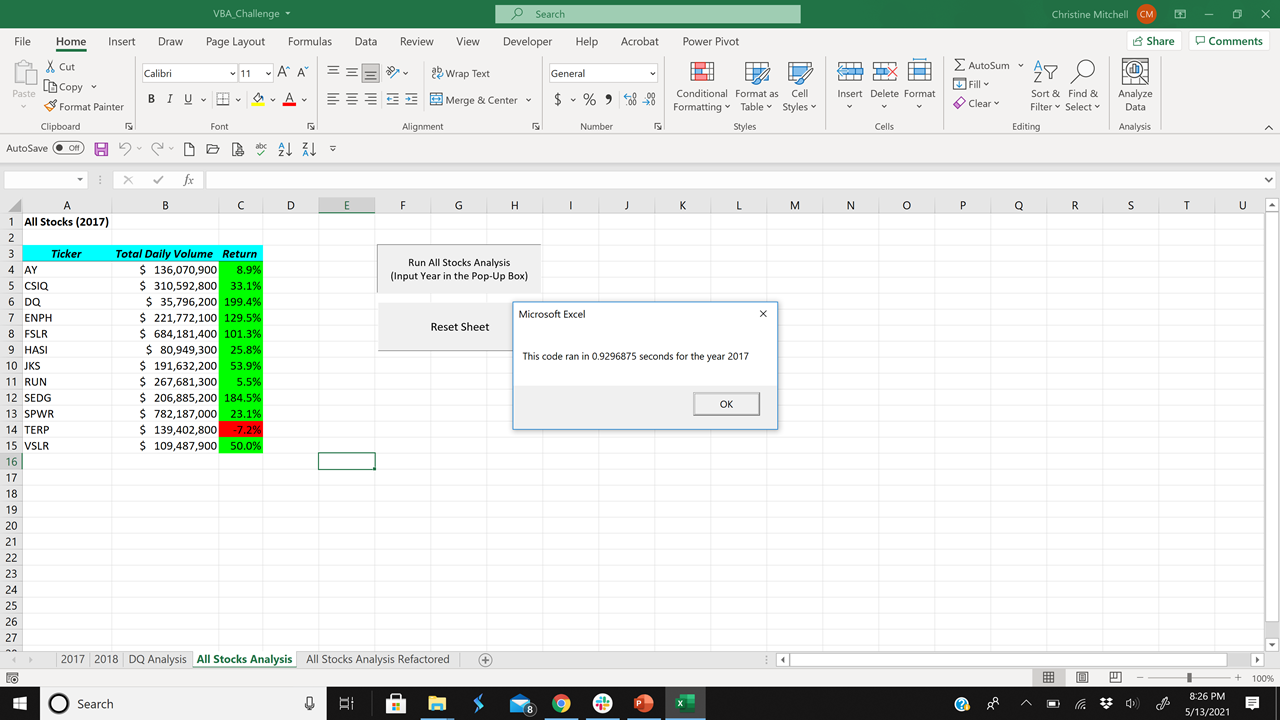 VBA_Challenge
Search
Christine Mitchell CM
File Home Insert Draw Page Layout Formulas Data Review View Developer Help Acrobat Power Pivot Share Comments
Paste
Cut
Copy
Format Painter
Clipboard
Calibri 11 A A
B I U A
Font
Wrap Text
Merge & Center
Alignment
General
$ % ,
Number
Conditional Formatting
Format as Table
Cell Styles
Styles
Insert Delete Format
Cells
AutoSum
Fill
Clear
Sort & Filter
Find & Select
Editing
Analyze Data
Analysis
AutoSave Off
fx
A B C D E F G H I J K L M N O P Q R S T U
1 All Stocks (2017)
2
3 Ticker Total Daily Volume Return
4 AY $ 136,070,900 8.9%
5 CSIQ $ 310,592,800 33.1%
6 DQ $ 35,796,200 199.4%
7 ENPH $ 221,772,100 129.5%
8 FSLR $ 684,181,400 101.3%
9 HASI $ 80,949,300 25.8%
10 JKS $ 191,632,200 53.9%
11 RUN $ 267,681,300 5.5%
12 SEDG $ 206,885,200 184.5%
13 SPWR $ 782,187,000 23.1%
14 TERP $ 139,402,800 -7.2%
15 VSLR $ 109,487,900 50.0%
16
17
18
19
20
21
22
23
24
25
26
27
Run All Stocks Analysis
(Input Year in the Pop-Up Box)
Reset Sheet
Microsoft Excel
This code ran in 0.9296875 seconds for the year 2017
OK
2017 2018 DQ Analysis All Stocks Analysis All Stocks Analysis Refactored
100%
Search
8
8:26 PM
5/13/2021